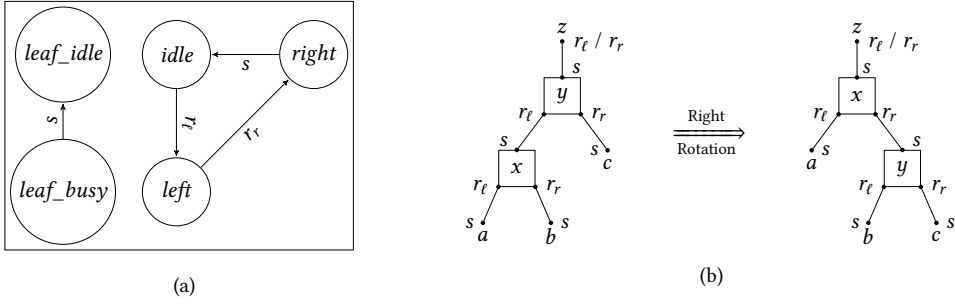 leaf_idle
idle
right
s
s
r_ℓ
r_r
leaf_busy
left
(a)
z
r_ℓ / r_r
s
y
r_ℓ
r_r
s
x
s
c
r_ℓ
r_r
s
a
b
s
Right
Rotation
z
r_ℓ / r_r
s
x
r_ℓ
r_r
a
s
s
y
r_ℓ
r_r
s
b
s
c
(b)